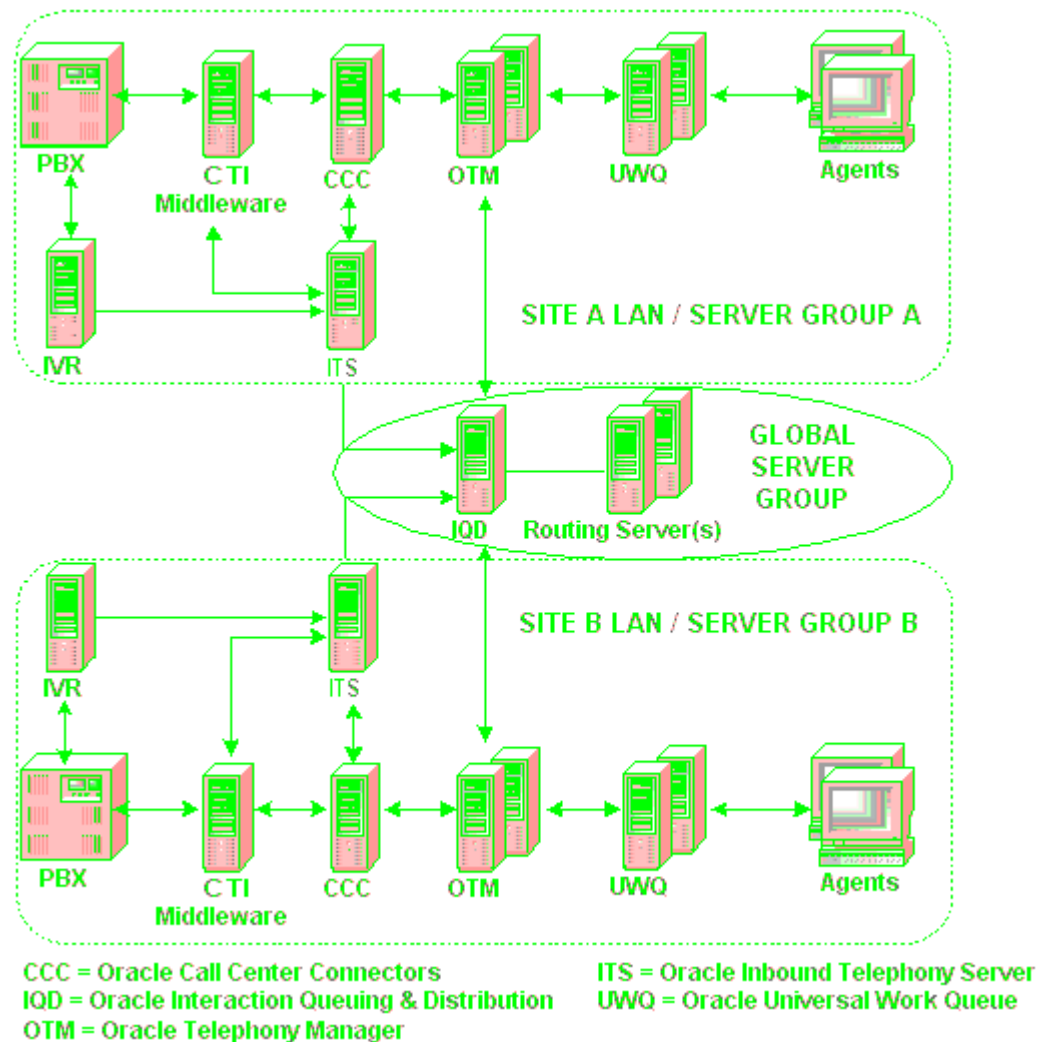 PBX
CTI
Middleware
CCC
OTM
UWQ
Agents
IVR
ITS
SITE A LAN / SERVER GROUP A
GLOBAL
SERVER
GROUP
IQD
Routing Server(s)
SITE B LAN / SERVER GROUP B
IVR
ITS
PBX
CTI
Middleware
CCC
OTM
UWQ
Agents
CCC = Oracle Call Center Connectors
ITS = Oracle Inbound Telephony Server
IQD = Oracle Interaction Queuing & Distribution
UWQ = Oracle Universal Work Queue
OTM = Oracle Telephony Manager